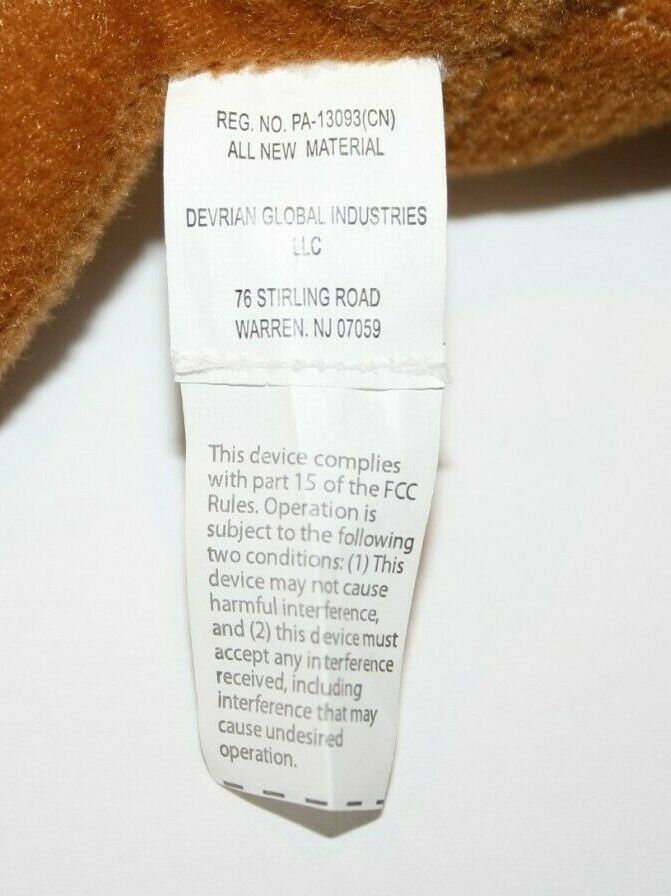 REG. NO. PA-13093(CN)
ALL NEW MATERIAL
DEVRIAN GLOBAL INDUSTRIES
LLC
76 STIRLING ROAD
WARREN. NJ 07059
This device complies
with part 15 of the FCC
Rules. Operation is
subject to the following
two conditions: (1) This
device may not cause
harmful interference,
and (2) this device must
accept any interference
received, including
interference that may
cause undesired
operation.